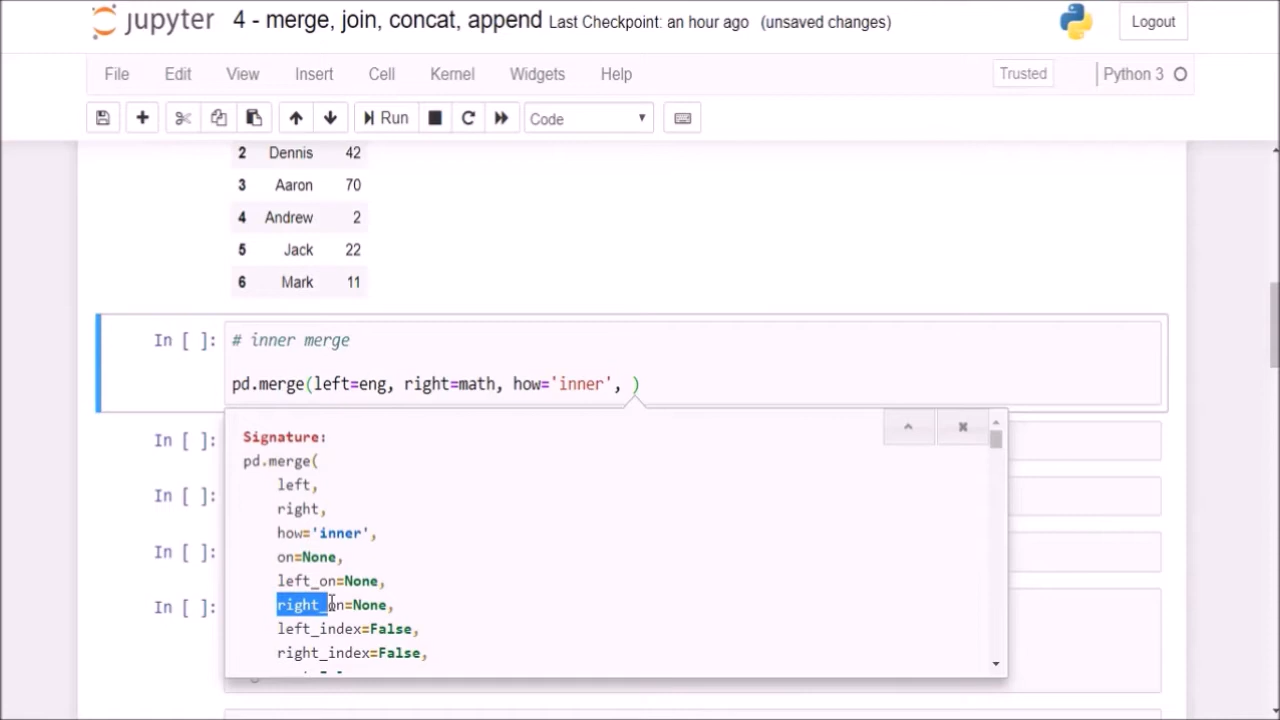 jupyter 4 - merge, join, concat, append Last Checkpoint: an hour ago (unsaved changes) Logout
File Edit View Insert Cell Kernel Widgets Help Trusted Python 3
Run Code
2 Dennis 42
3 Aaron 70
4 Andrew 2
5 Jack 22
6 Mark 11
In [ ]: # inner merge
pd.merge(left=eng, right=math, how='inner', )
Signature:
In [ ]:
pd.merge(
left,
In [ ]:
right,
how='inner',
In [ ]:
on=None,
left_on=None,
In [ ]:
right_on=None,
left_index=False,
right_index=False,